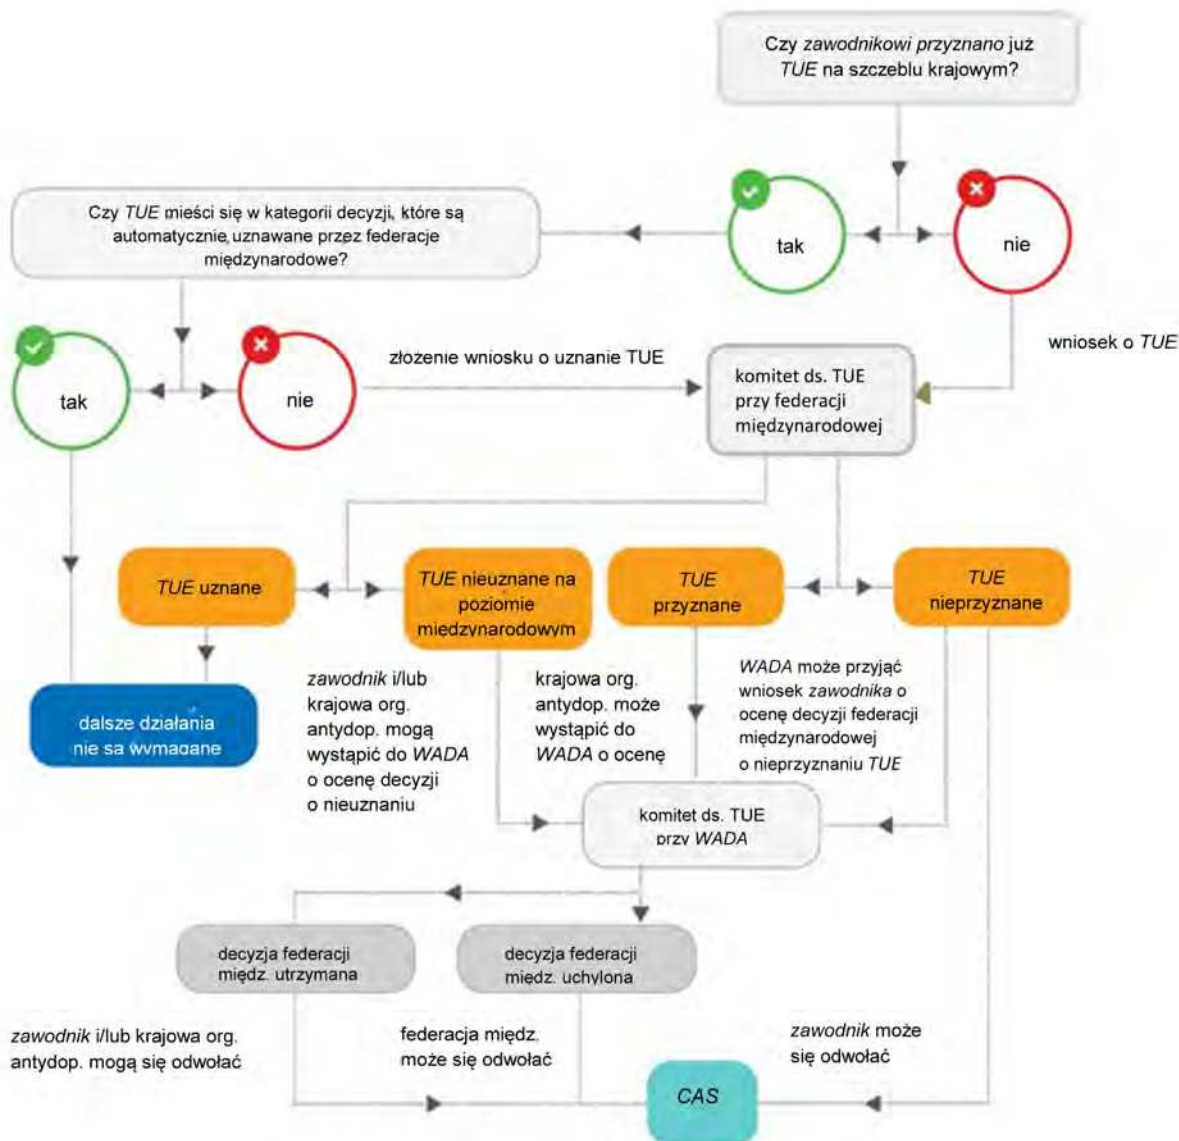 Czy zawodnikowi przyznano już
TUE na szczeblu krajowym?
tak
nie
Czy TUE mieści się w kategorii decyzji, które są
automatycznie uznawane przez federacje
międzynarodowe?
tak
nie
złożenie wniosku o uznanie TUE
wniosek o TUE
komitet ds. TUE
przy federacji
międzynarodowej
TUE uznane
TUE nieuznane na
poziomie
międzynarodowym
TUE
przyznane
TUE
nieprzyznane
dalsze działania
nie sa wymagane
zawodnik i/lub
krajowa org.
antydop. mogą
wystąpić do WADA
o ocenę decyzji
o nieuznaniu
krajowa org.
antydop. może
wystąpić do
WADA o ocenę
WADA może przyjąć
wniosek zawodnika o
ocenę decyzji federacji
międzynarodowej
o nieprzyznaniu TUE
komitet ds. TUE
przy WADA
decyzja federacji
międz. utrzymana
decyzja federacji
międz. uchylona
zawodnik i/lub krajowa org.
antydop. mogą się odwołać
federacja międz.
może się odwołać
zawodnik może
się odwołać
CAS